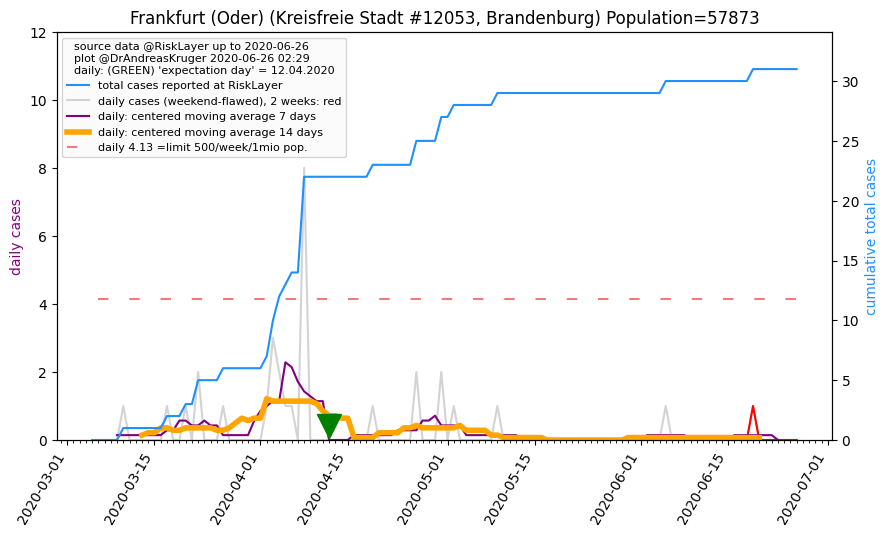 Frankfurt (Oder) (Kreisfreie Stadt #12053, Brandenburg) Population=57873
source data @RiskLayer up to 2020-06-26
plot @DrAndreasKruger 2020-06-26 02:29
daily: (GREEN) 'expectation day' = 12.04.2020
total cases reported at RiskLayer
daily cases (weekend-flawed), 2 weeks: red
daily: centered moving average 7 days
daily: centered moving average 14 days
daily 4.13 =limit 500/week/1mio pop.
daily cases
12
10
8
6
4
2
0
cumulative total cases
30
25
20
15
10
5
0
2020-03-01
2020-03-15
2020-04-01
2020-04-15
2020-05-01
2020-05-15
2020-06-01
2020-06-15
2020-07-01